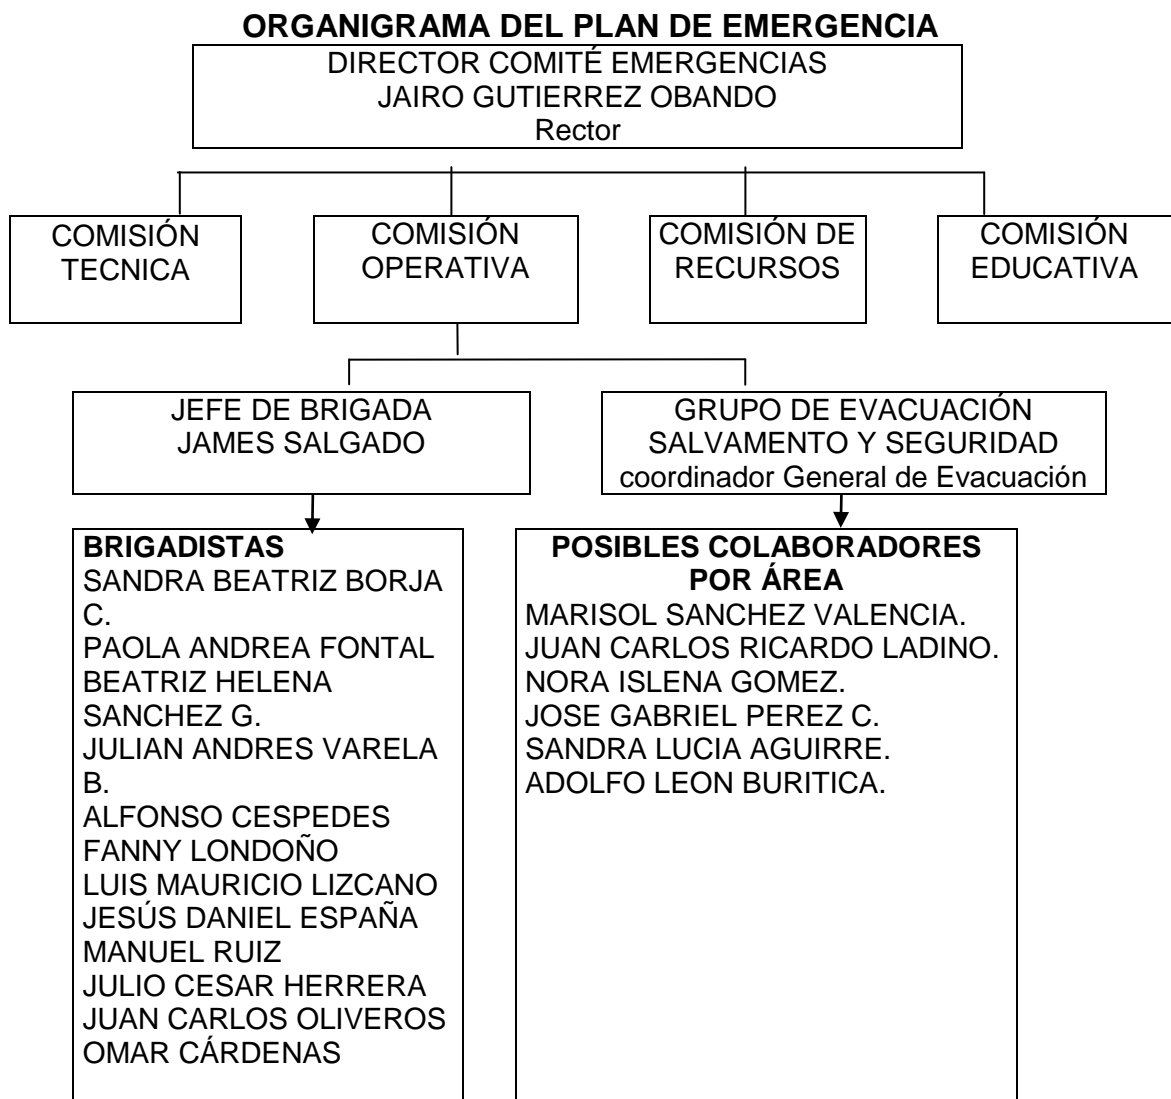 ORGANIGRAMA DEL PLAN DE EMERGENCIA
DIRECTOR COMITÉ EMERGENCIAS
JAIRO GUTIERREZ OBANDO
Rector
COMISIÓN
TECNICA
COMISIÓN
OPERATIVA
COMISIÓN DE
RECURSOS
COMISIÓN
EDUCATIVA
JEFE DE BRIGADA
JAMES SALGADO
GRUPO DE EVACUACIÓN
SALVAMENTO Y SEGURIDAD
coordinador General de Evacuación
BRIGADISTAS
SANDRA BEATRIZ BORJA
C.
PAOLA ANDREA FONTAL
BEATRIZ HELENA
SANCHEZ G.
JULIAN ANDRES VARELA
B.
ALFONSO CESPEDES
FANNY LONDOÑO
LUIS MAURICIO LIZCANO
JESÚS DANIEL ESPAÑA
MANUEL RUIZ
JULIO CESAR HERRERA
JUAN CARLOS OLIVEROS
OMAR CÁRDENAS
POSIBLES COLABORADORES
POR ÁREA
MARISOL SANCHEZ VALENCIA.
JUAN CARLOS RICARDO LADINO.
NORA ISLENA GOMEZ.
JOSE GABRIEL PEREZ C.
SANDRA LUCIA AGUIRRE.
ADOLFO LEON BURITICA.